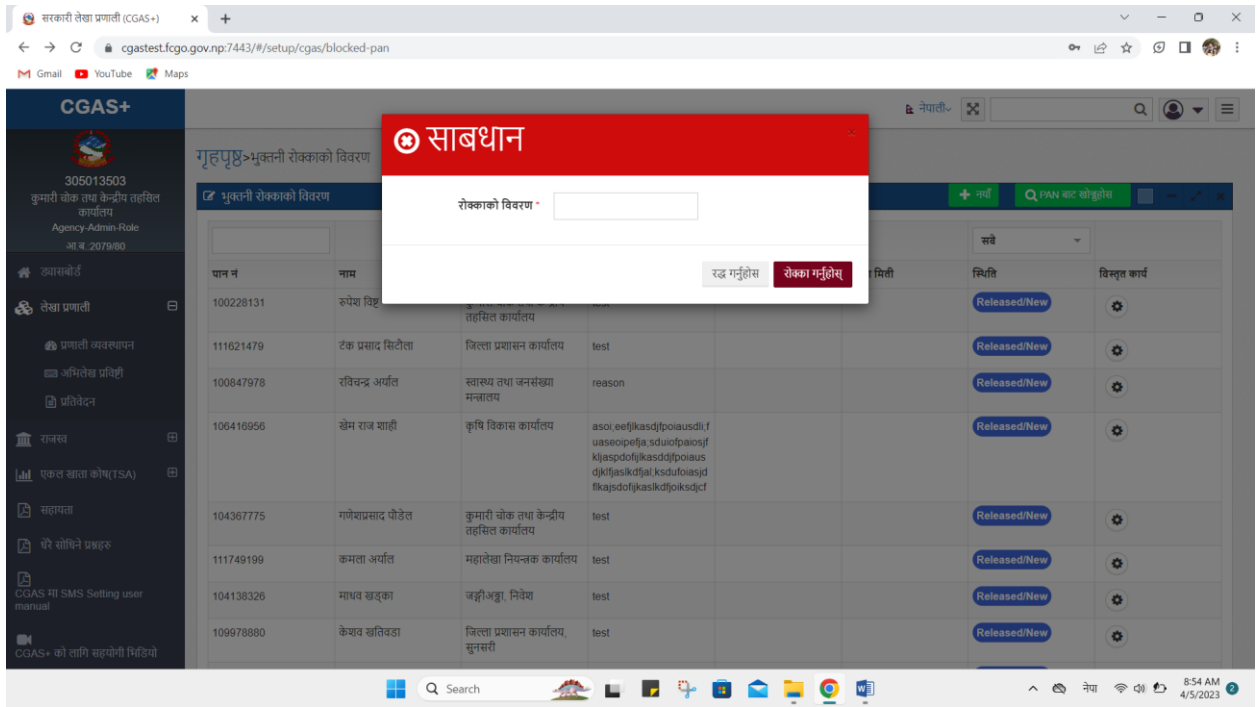 सरकारी लेखा प्रणाली (CGAS+)
cgastest.fcgo.gov.np:7443/#/setup/cgas/blocked-pan
Gmail YouTube Maps
CGAS+
नेपाली
305013503
कुमारी चोक तथा केन्द्रीय तहसिल
कार्यालय
Agency-Admin-Role
आ.ब.:2079/80
ड्यासबोर्ड
लेखा प्रणाली
प्रणाली व्यवस्थापन
अभिलेख प्रविष्टी
प्रतिवेदन
राजस्व
एकल खाता कोष(TSA)
सहायता
धेरै सोधिने प्रश्नहरु
CGAS मा SMS Setting user
manual
CGAS+ को लागि सहयोगी भिडियो
गृहपृष्ठ>भुक्तनी रोक्काको विवरण
भुक्तनी रोक्काको विवरण
नयाँ
PAN बाट खोज्नुहोस
साबधान
रोक्काको विवरण *
रद्ध गर्नुहोस
रोक्का गर्नुहोस्
सबै
पान नं नाम मिती स्थिति विस्तृत कार्य
100228131 रुपेश विष्ट Released/New
तहसिल कार्यालय
111621479 टंक प्रसाद सिटौला जिल्ला प्रशासन कार्यालय test Released/New
100847978 रविचन्द्र अर्याल स्वास्थ्य तथा जनसंख्या reason Released/New
मन्त्रालय
106416956 खेम राज शाही कृषि विकास कार्यालय asoi;eefjlkasdjfpoiausdli;f Released/New
uaseoipefja;sduiofpaiosjf
kljaspdofijlkasddjfpoiaus
djklfjaslkdfjal;ksdufoiasjd
flkajsdofijkaslkdfjoiksdjcf
104367775 गणेशप्रसाद पौडेल कुमारी चोक तथा केन्द्रीय test Released/New
तहसिल कार्यालय
111749199 कमला अर्याल महालेखा नियन्त्रक कार्यालय test Released/New
104138326 माधव खड्का जङ्गीअड्डा, निवेश test Released/New
109978880 केशव खतिवडा जिल्ला प्रशासन कार्यालय, test Released/New
सुनसरी
Search
नेपा
8:54 AM
4/5/2023
2